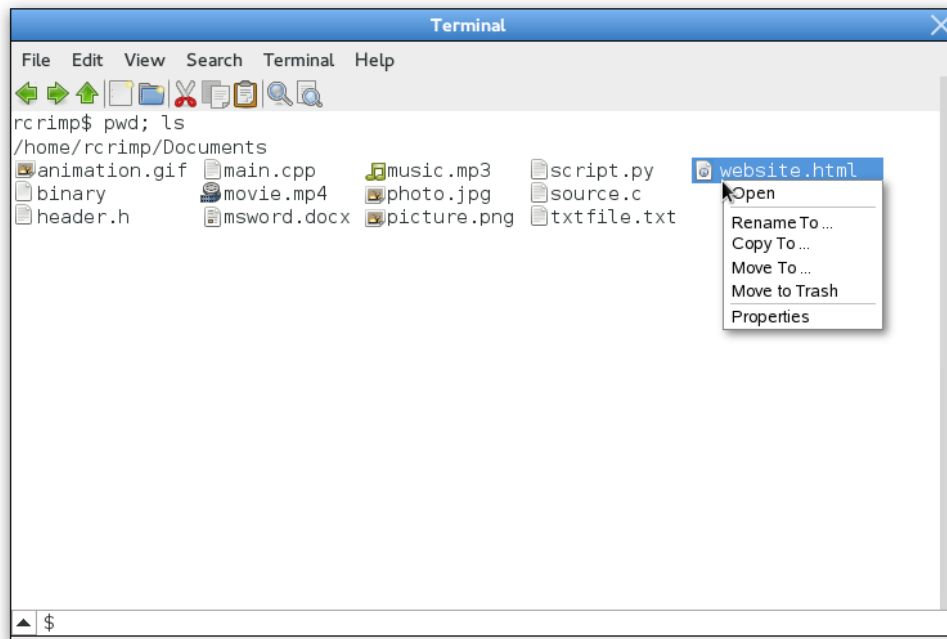 Terminal
File Edit View Search Terminal Help
rcrimp$ pwd; ls
/home/rcrimp/Documents
animation.gif main.cpp music.mp3 script.py website.html
binary movie.mp4 photo.jpg source.c
header.h msword.docx picture.png txtfile.txt
Open
Rename To ...
Copy To ...
Move To ...
Move to Trash
Properties
$